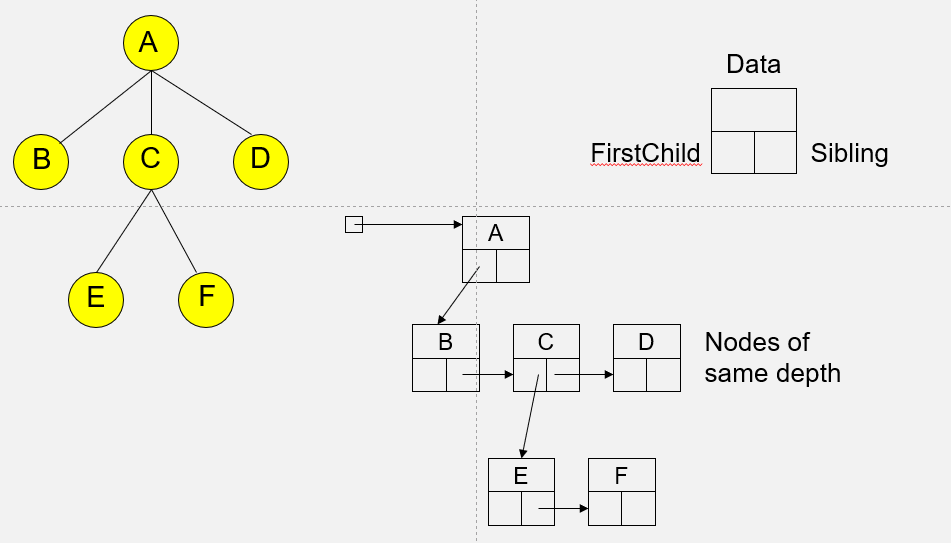 A
B
C
D
E
F
Data
FirstChild
Sibling
A
B
C
D
Nodes of
same depth
E
F